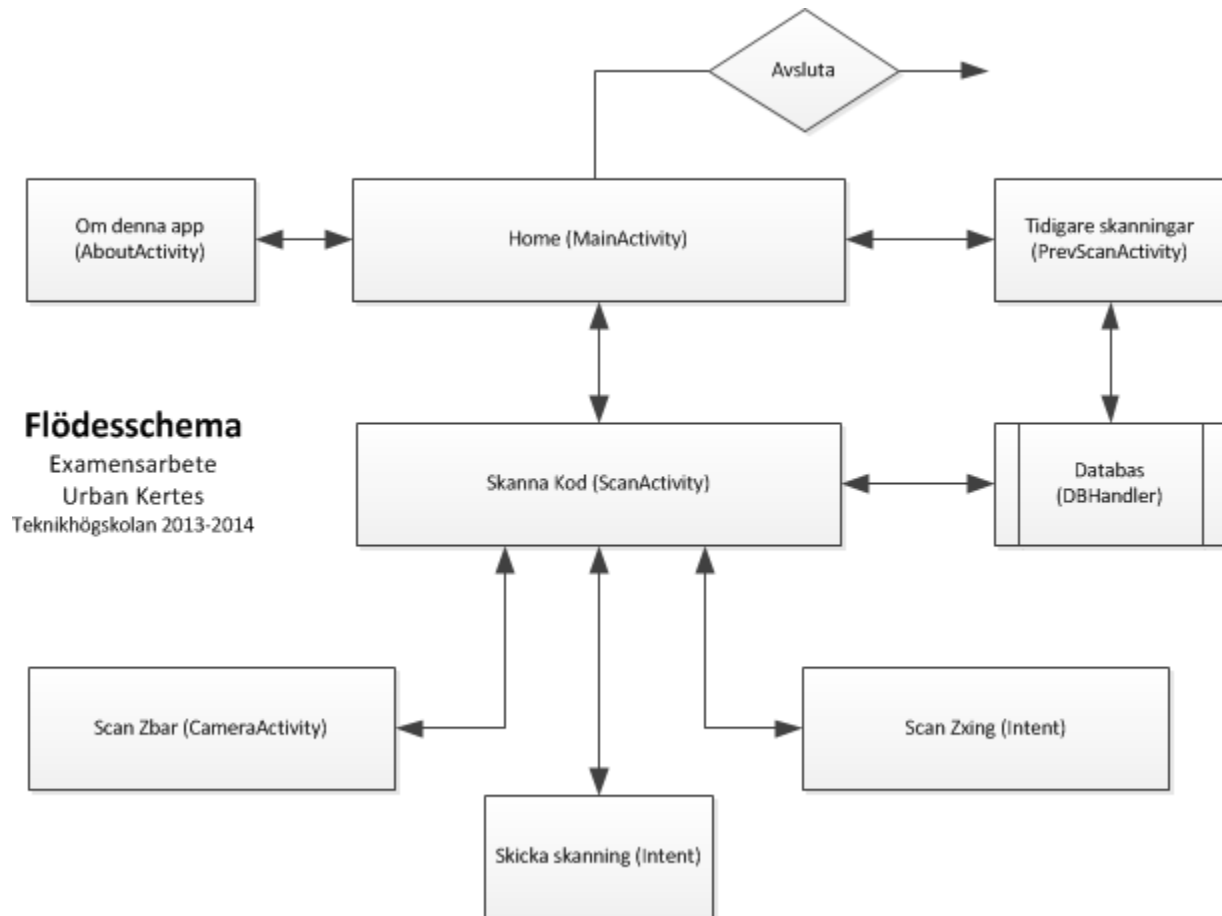 Avsluta
Om denna app
(AboutActivity)
Home (MainActivity)
Tidigare skanningar
(PrevScanActivity)
Flödesschema
Examensarbete
Urban Kertes
Teknikhögskolan 2013-2014
Skanna Kod (ScanActivity)
Databas
(DBHandler)
Scan Zbar (CameraActivity)
Scan Zxing (Intent)
Skicka skanning (Intent)